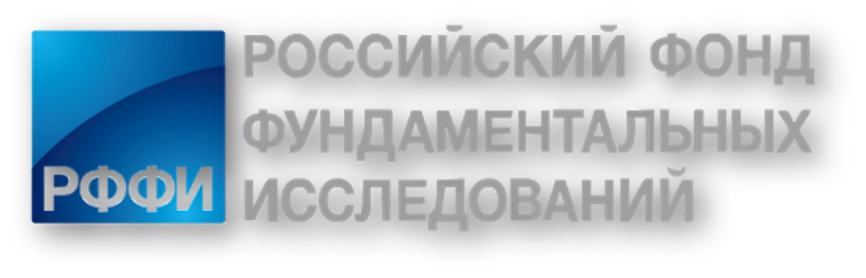 РОССИЙСКИЙ ФОНД
ФУНДАМЕНТАЛЬНЫХ
ИССЛЕДОВАНИЙ
РФФИ